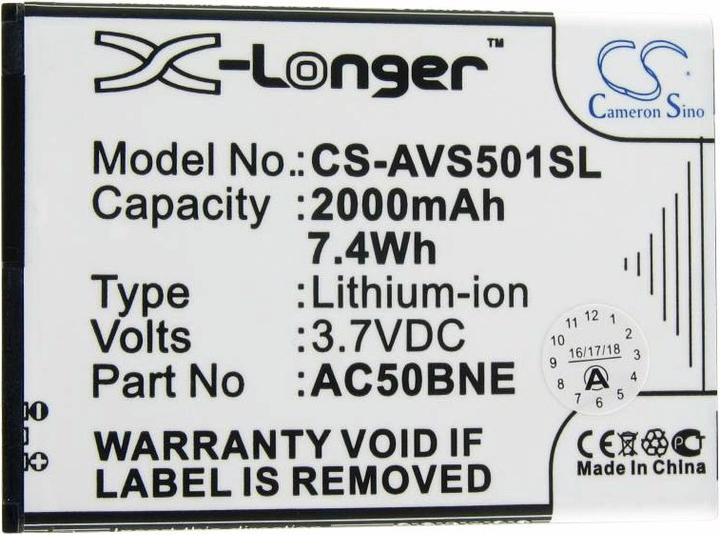 X-Longer™
CS
Cameron Sino
Model No.:CS-AVS501SL
Capacity :2000mAh
7.4Wh
Type :Lithium-ion
Volts :3.7VDC
Part No :AC50BNE
12 1 2 3 4 5 6 7 8 9 10 11
16/17/18
A
WARRANTY VOID IF
LABEL IS REMOVED
CE
Made In China